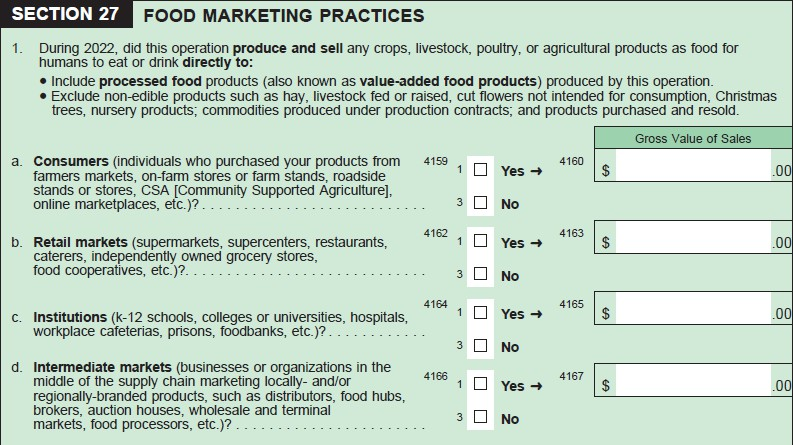 SECTION 27 FOOD MARKETING PRACTICES
1. During 2022, did this operation produce and sell any crops, livestock, poultry, or agricultural products as food for
humans to eat or drink directly to:
• Include processed food products (also known as value-added food products) produced by this operation.
• Exclude non-edible products such as hay, livestock fed or raised, cut flowers not intended for consumption, Christmas
trees, nursery products; commodities produced under production contracts; and products purchased and resold.
Gross Value of Sales
a. Consumers (individuals who purchased your products from 4159 1 Yes → 4160 $ .00
farmers markets, on-farm stores or farm stands, roadside
stands or stores, CSA [Community Supported Agriculture],
online marketplaces, etc.)? . . . . . . . . . . . . . . . . . . . . . . . . . . . 3 No
b. Retail markets (supermarkets, supercenters, restaurants, 4162 1 Yes → 4163 $ .00
caterers, independently owned grocery stores,
food cooperatives, etc.)?. . . . . . . . . . . . . . . . . . . . . . . . . . . . . 3 No
c. Institutions (k-12 schools, colleges or universities, hospitals, 4164 1 Yes → 4165 $ .00
workplace cafeterias, prisons, foodbanks, etc.)? . . . . . . . . . . . . 3 No
d. Intermediate markets (businesses or organizations in the 4166 1 Yes → 4167 $ .00
middle of the supply chain marketing locally- and/or
regionally-branded products, such as distributors, food hubs,
brokers, auction houses, wholesale and terminal
markets, food processors, etc.)? . . . . . . . . . . . . . . . . . . . . . . . 3 No